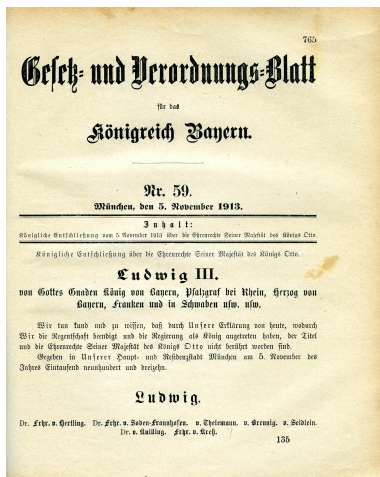 765
Gesetz- und Verordnungs-Blatt
für das
Königreich Bayern.
Nr. 59.
München, den 5. November 1913.
Inhalt:
Königliche Entschließung vom 5. November 1913 über die Ehrenrechte Seiner Majestät des Königs Otto.
Königliche Entschließung über die Ehrenrechte Seiner Majestät des Königs Otto.
Ludwig III.
von Gottes Gnaden König von Bayern, Pfalzgraf bei Rhein, Herzog von
Bayern, Franken und in Schwaben usw. usw.
Wir tun kund und zu wissen, daß durch Unsere Erklärung von heute, wodurch
Wir die Regentschaft beendigt und die Regierung als König angetreten haben, der Titel
und die Ehrenrechte Seiner Majestät des Königs Otto nicht berührt worden sind.
Gegeben in Unserer Haupt- und Residenzstadt München am 5. November des
Jahres Eintausend neunhundert und dreizehn.
Ludwig.
Dr. Frhr. v. Hertling. Dr. Frhr. v. Soden-Fraunhofen. v. Thelemann. v. Breunig. v. Seidlein.
Dr. v. Knilling. Frhr. v. Kreß.
135